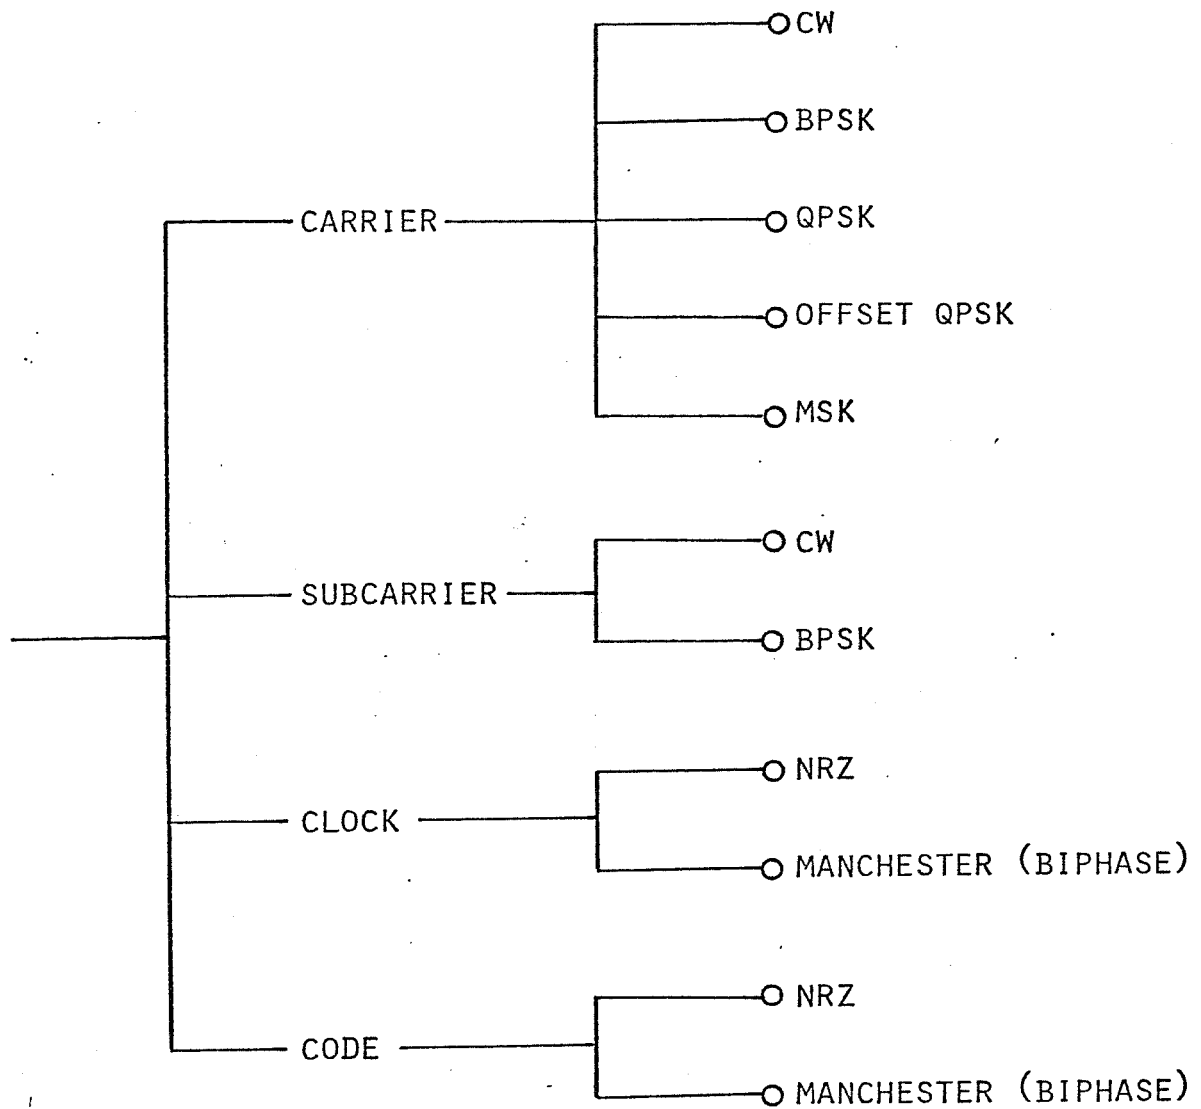 CW
BPSK
CARRIER
QPSK
OFFSET QPSK
MSK
CW
SUBCARRIER
BPSK
NRZ
CLOCK
MANCHESTER (BIPHASE)
NRZ
CODE
MANCHESTER (BIPHASE)